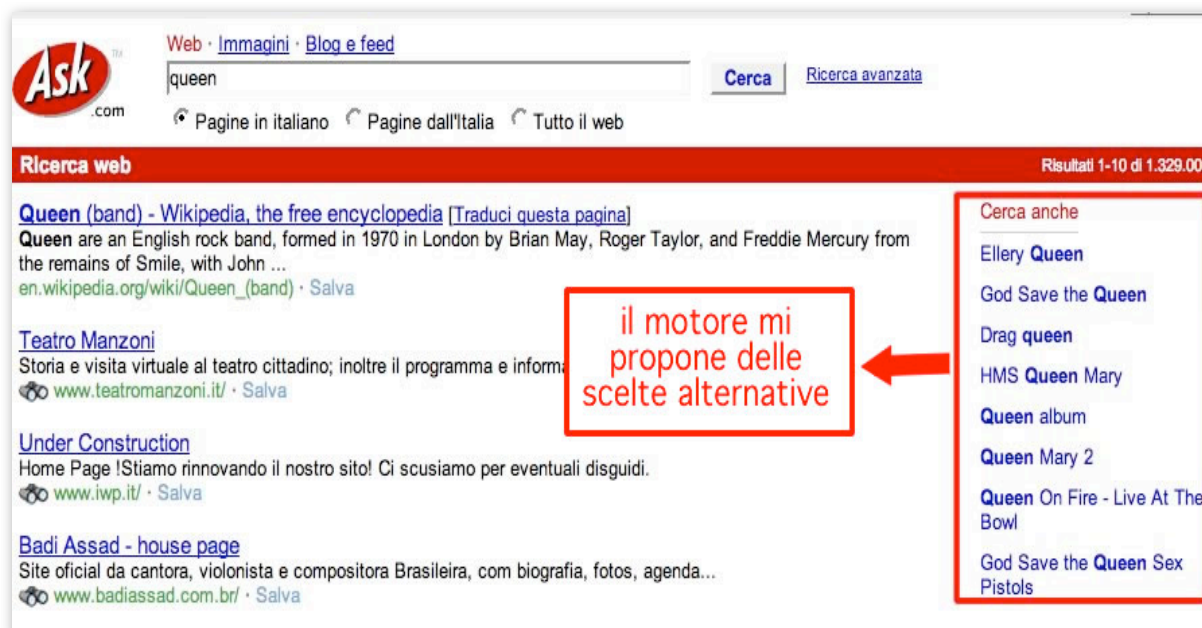 Web · Immagini · Blog e feed
Ask TM
.com
queen
Cerca
Ricerca avanzata
Pagine in italiano Pagine dall'Italia Tutto il web
Ricerca web
Risultati 1-10 di 1.329.00
Queen (band) - Wikipedia, the free encyclopedia [Traduci questa pagina]
Queen are an English rock band, formed in 1970 in London by Brian May, Roger Taylor, and Freddie Mercury from
the remains of Smile, with John ...
en.wikipedia.org/wiki/Queen_(band) · Salva
Teatro Manzoni
Storia e visita virtuale al teatro cittadino; inoltre il programma e informa
www.teatromanzoni.it/ · Salva
Under Construction
Home Page !Stiamo rinnovando il nostro sito! Ci scusiamo per eventuali disguidi.
www.iwp.it/ · Salva
Badi Assad - house page
Site oficial da cantora, violonista e compositora Brasileira, com biografia, fotos, agenda...
www.badiassad.com.br/ · Salva
il motore mi
propone delle
scelte alternative
Cerca anche
Ellery Queen
God Save the Queen
Drag queen
HMS Queen Mary
Queen album
Queen Mary 2
Queen On Fire - Live At The
Bowl
God Save the Queen Sex
Pistols